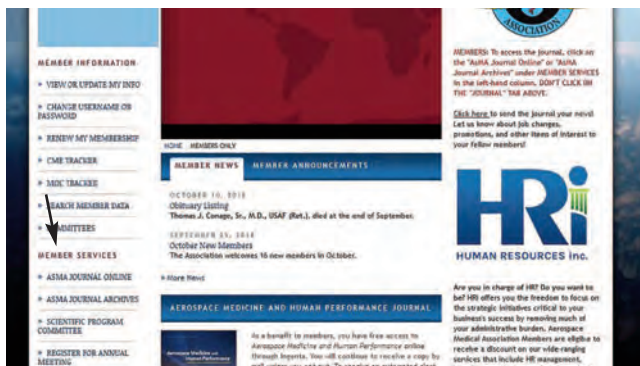 MEMBER INFORMATION
» VIEW OR UPDATE MY INFO
» CHANGE USERNAME OR
PASSWORD
» RENEW MY MEMBERSHIP
» CME TRACKER
» MOC TRACKER
SEARCH MEMBER DATA
COMMITTEES
MEMBER SERVICES
» ASMA JOURNAL ONLINE
» ASMA JOURNAL ARCHIVES
» SCIENTIFIC PROGRAM
COMMITTEE
» REGISTER FOR ANNUAL
MEETING
HOME MEMBERS ONLY
MEMBER NEWS MEMBER ANNOUNCEMENTS
OCTOBER 10, 2018
Obituary Listing
Thomas J. Conage, Sr., M.D., USAF (Ret.), died at the end of September.
SEPTEMBER 25, 2018
October New Members
The Association welcomes 16 new members in October.
» More News
AEROSPACE MEDICINE AND HUMAN PERFORMANCE JOURNAL
Aerospace Medicine and
Human Performance
As a benefit to members, you have free access to
Aerospace Medicine and Human Performance online
through Ingenta. You will continue to receive a copy by
ASSOCIATION
MEMBERS: To access the journal, click on
the "AsMA Journal Online" or "AsMA
Journal Archives" under MEMBER SERVICES
in the left-hand column. DON'T CLICK ON
THE "JOURNAL" TAB ABOVE.
Click here to send the Journal your news!
Let us know about job changes,
promotions, and other items of interest to
your fellow members!
HRi
HUMAN RESOURCES inc.
Are you in charge of HR? Do you want to
be? HRi offers you the freedom to focus on
the strategic initiatives critical to your
business's success by removing much of
your administrative burden. Aerospace
Medical Association Members are eligible to
receive a discount on our wide-ranging
services that include HR management,